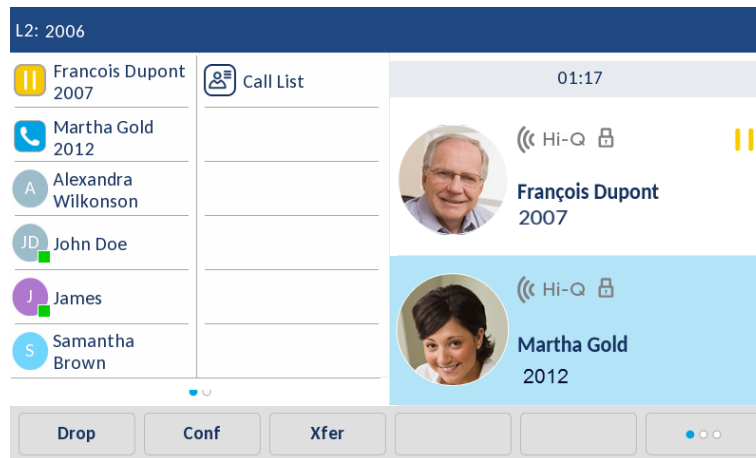 L2: 2006
Francois Dupont
2007
Martha Gold
2012
A
Alexandra
Wilkonson
JD
John Doe
J
James
S
Samantha
Brown
Call List
01:17
Hi-Q
François Dupont
2007
Hi-Q
Martha Gold
2012
Drop
Conf
Xfer